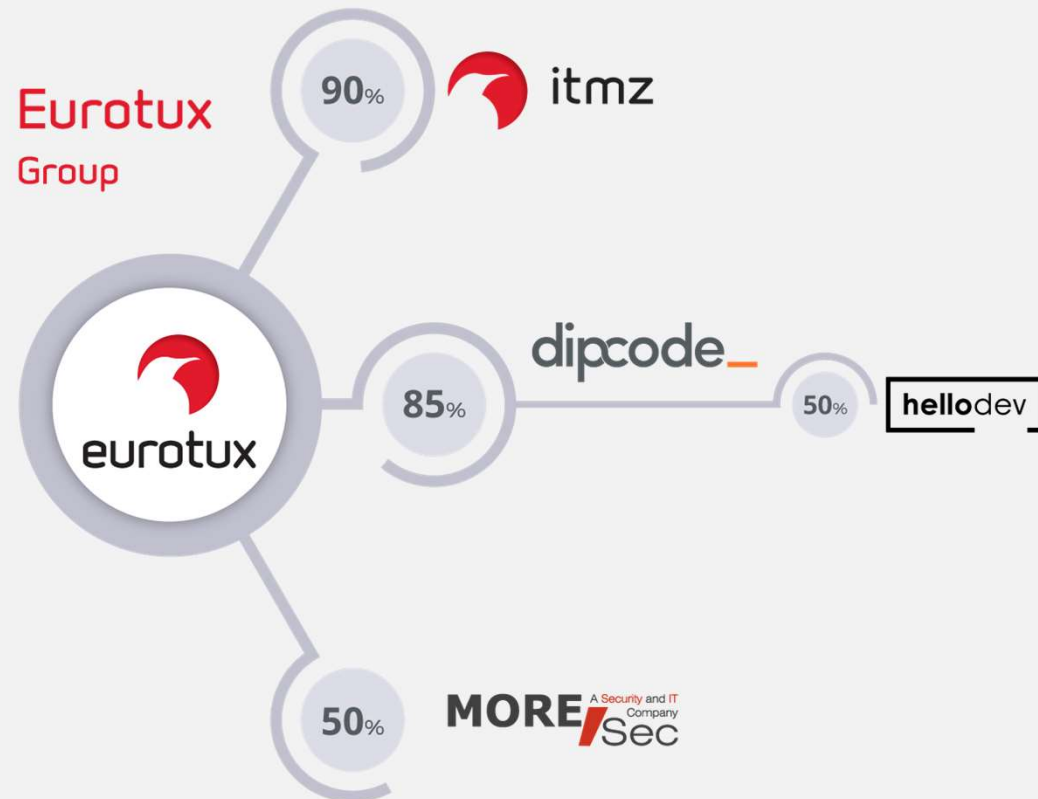 Eurotux
Group
90%
itmz
eurotux
85%
dipcode_
50%
hellodev
50%
MORE
A Security and IT
Company
Sec